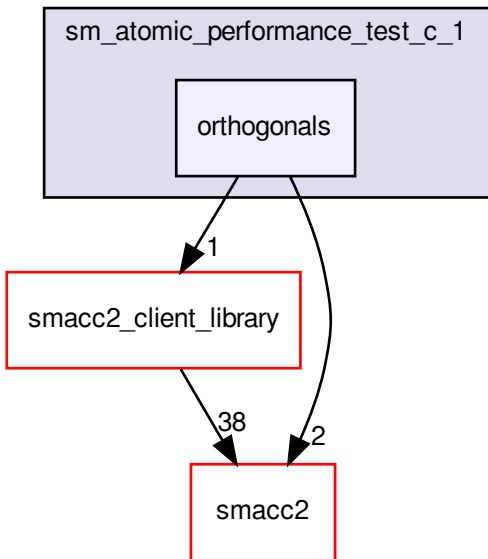 sm_atomic_performance_test_c_1
orthogonals
1
smacc2_client_library
38
2
smacc2